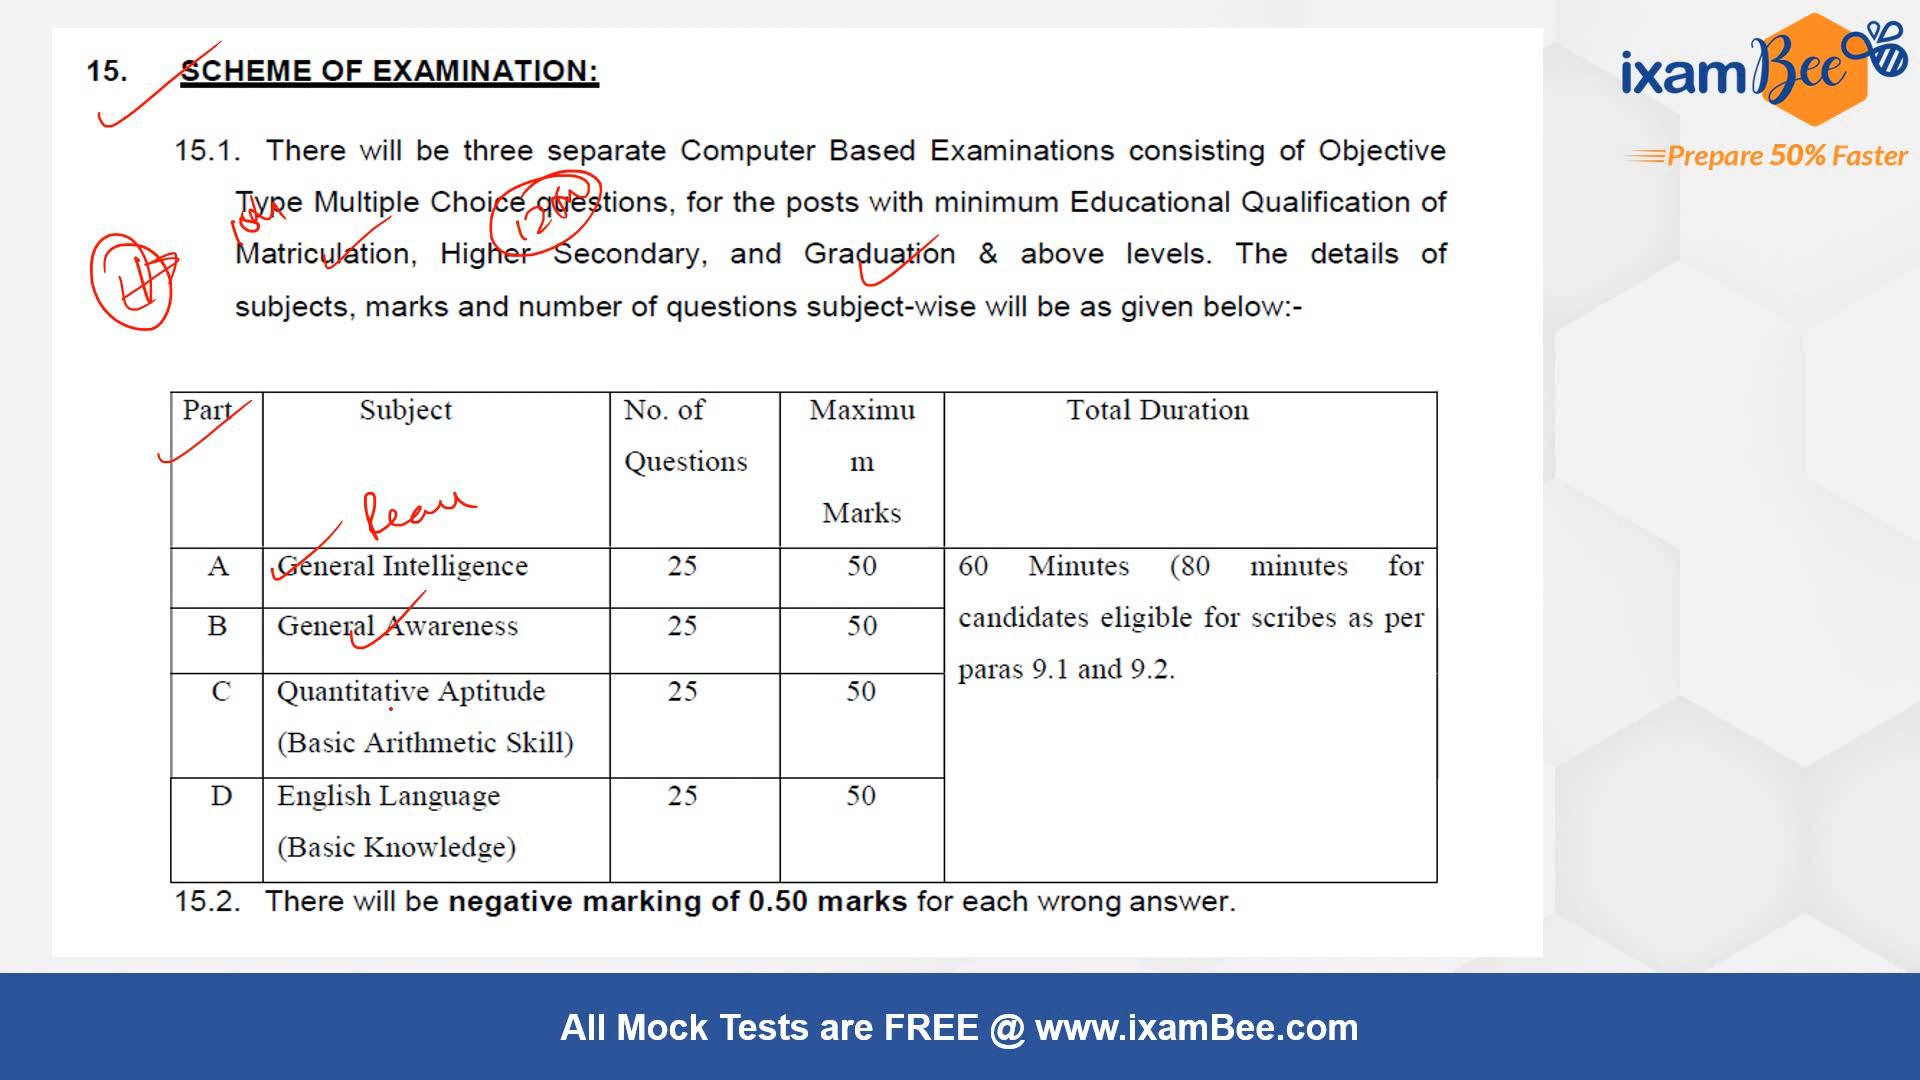 15. SCHEME OF EXAMINATION:
ixamBee
Prepare 50% Faster
15.1. There will be three separate Computer Based Examinations consisting of Objective
Type Multiple Choice questions, for the posts with minimum Educational Qualification of
Matriculation, Higher Secondary, and Graduation & above levels. The details of
subjects, marks and number of questions subject-wise will be as given below:-
Part Subject No. of Questions Maximum Marks Total Duration
A General Intelligence 25 50 60 Minutes (80 minutes for
candidates eligible for scribes as per
paras 9.1 and 9.2.
B General Awareness 25 50
C Quantitative Aptitude 25 50
(Basic Arithmetic Skill)
D English Language 25 50
(Basic Knowledge)
15.2. There will be negative marking of 0.50 marks for each wrong answer.
All Mock Tests are FREE @ www.ixamBee.com